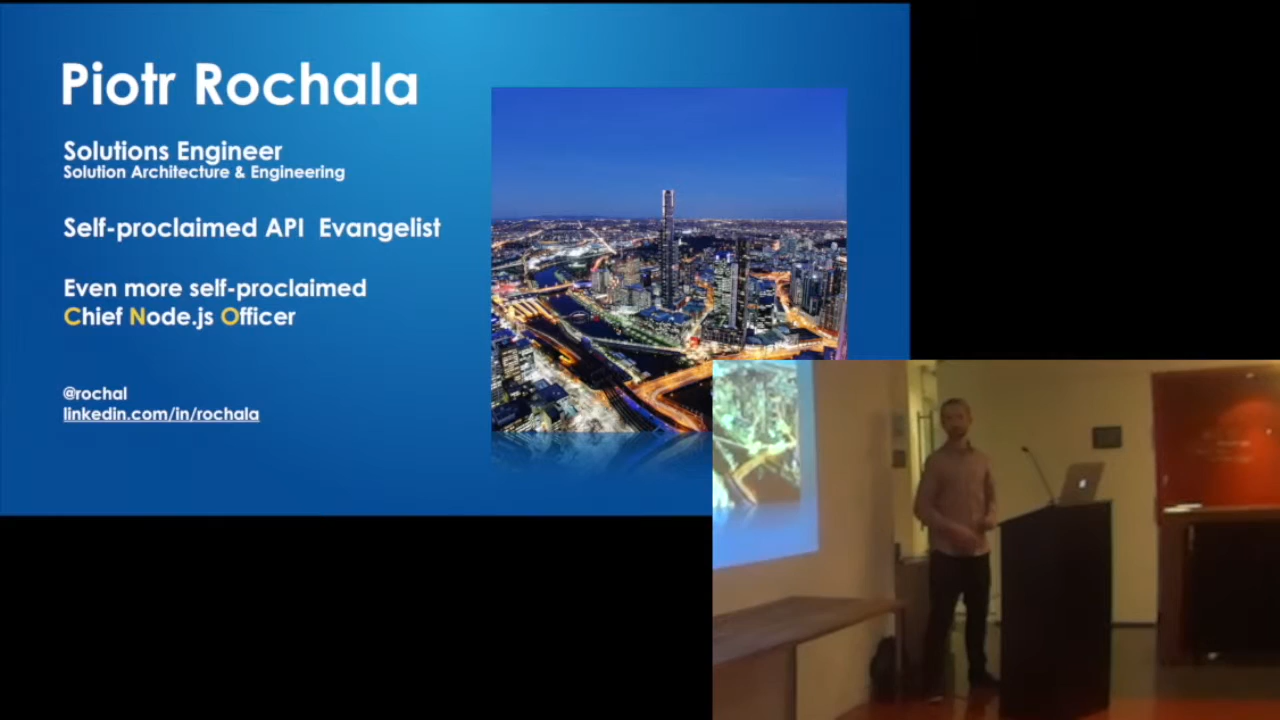 Piotr Rochala
Solutions Engineer
Solution Architecture & Engineering
Self-proclaimed API Evangelist
Even more self-proclaimed
Chief Node.js Officer
@rochal
linkedin.com/in/rochala